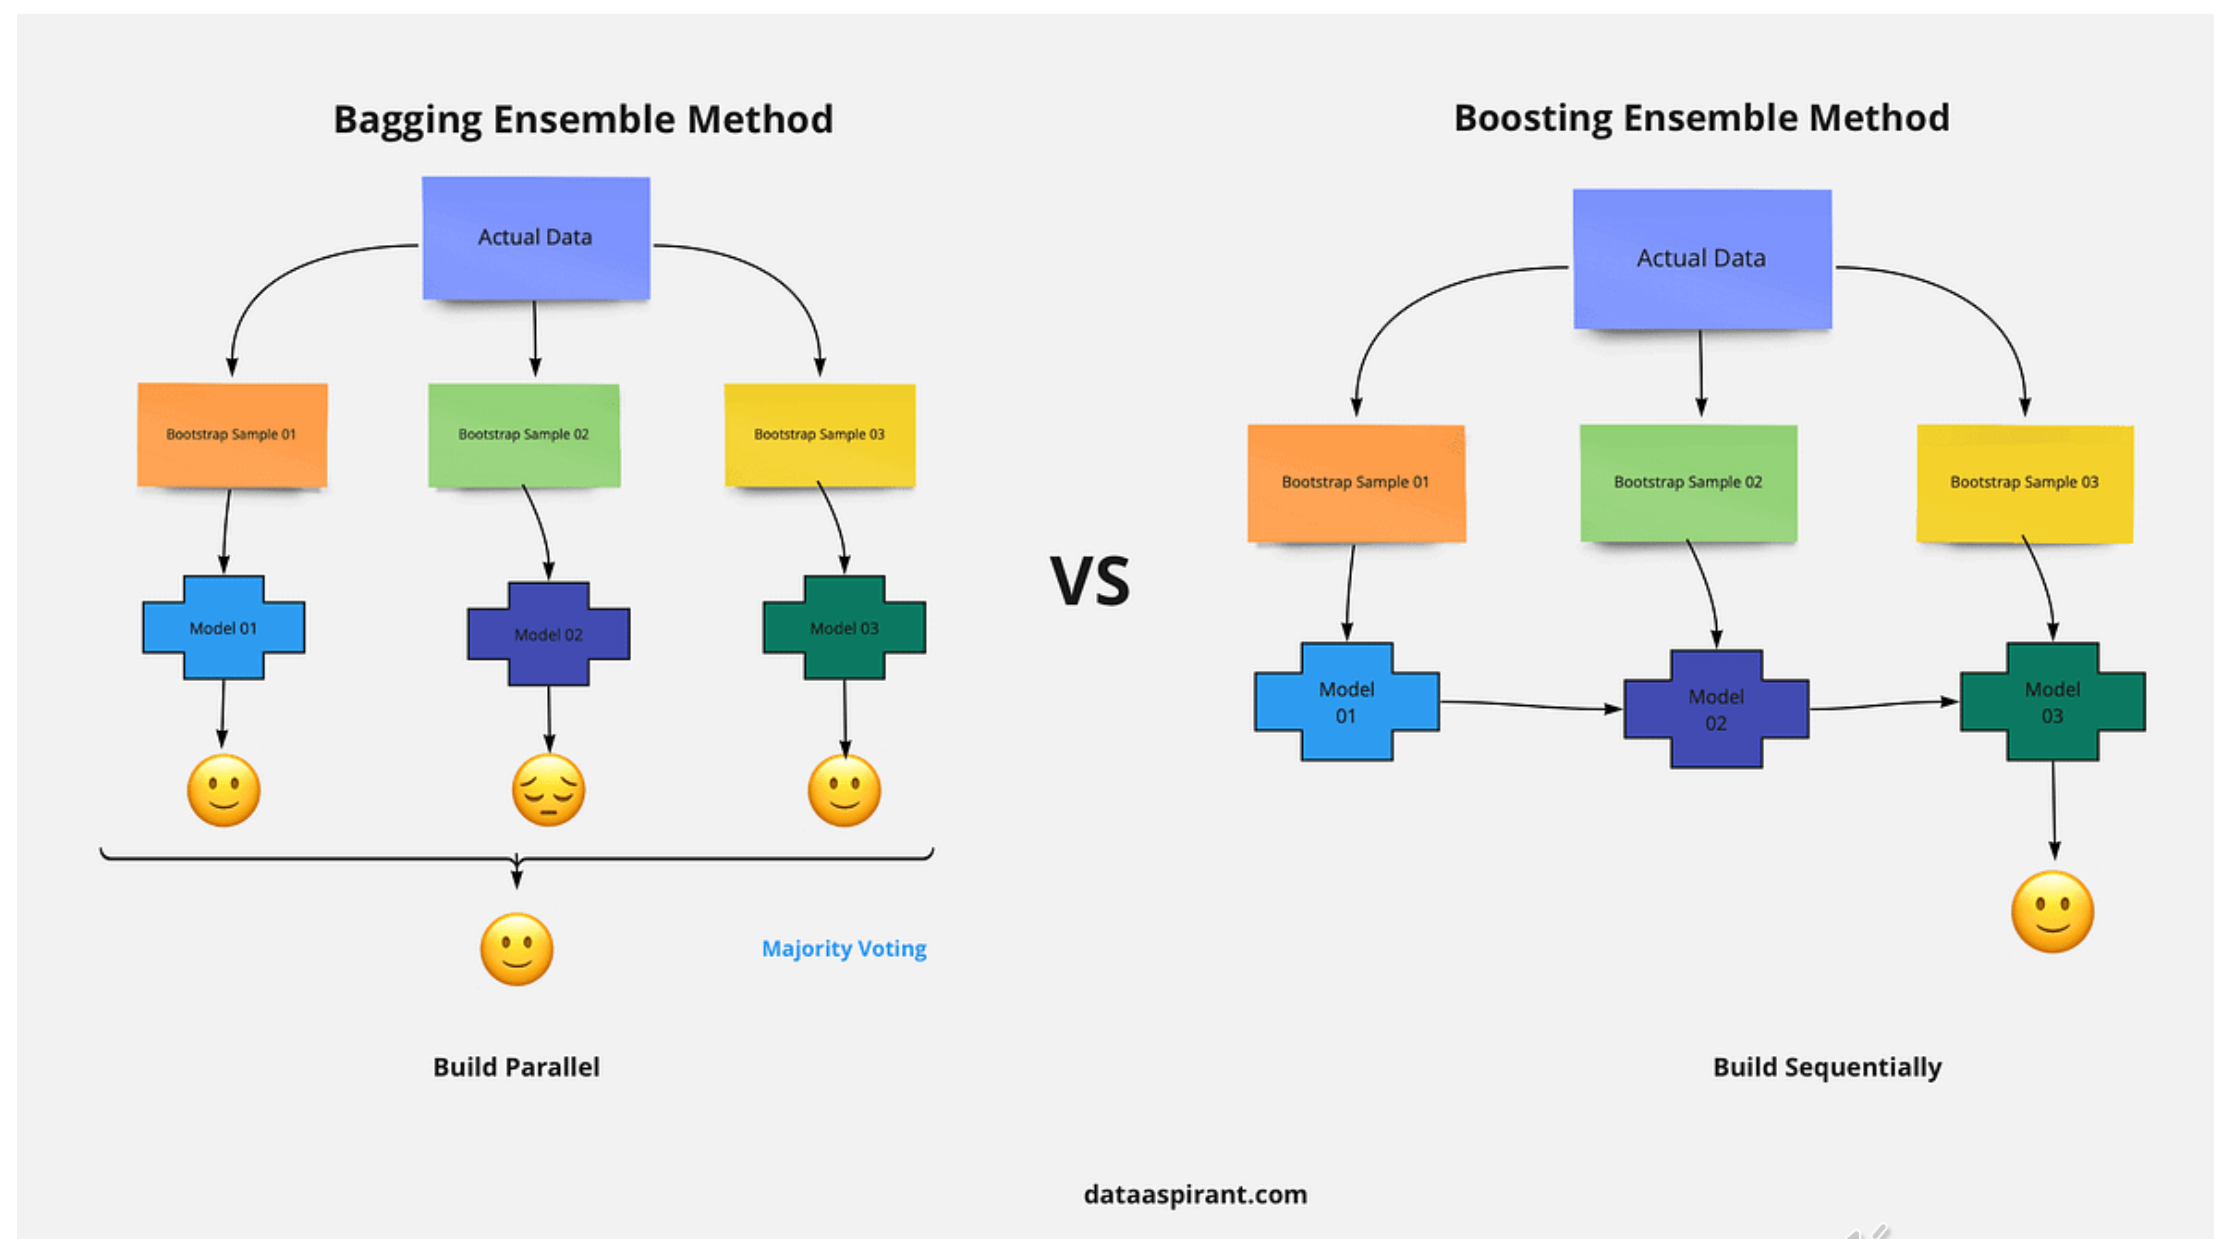 Bagging Ensemble Method
Actual Data
Bootstrap Sample 01
Bootstrap Sample 02
Bootstrap Sample 03
Model 01
Model 02
Model 03
Majority Voting
Build Parallel
VS
Boosting Ensemble Method
Actual Data
Bootstrap Sample 01
Bootstrap Sample 02
Bootstrap Sample 03
Model
01
Model
02
Model
03
Build Sequentially
dataaspirant.com